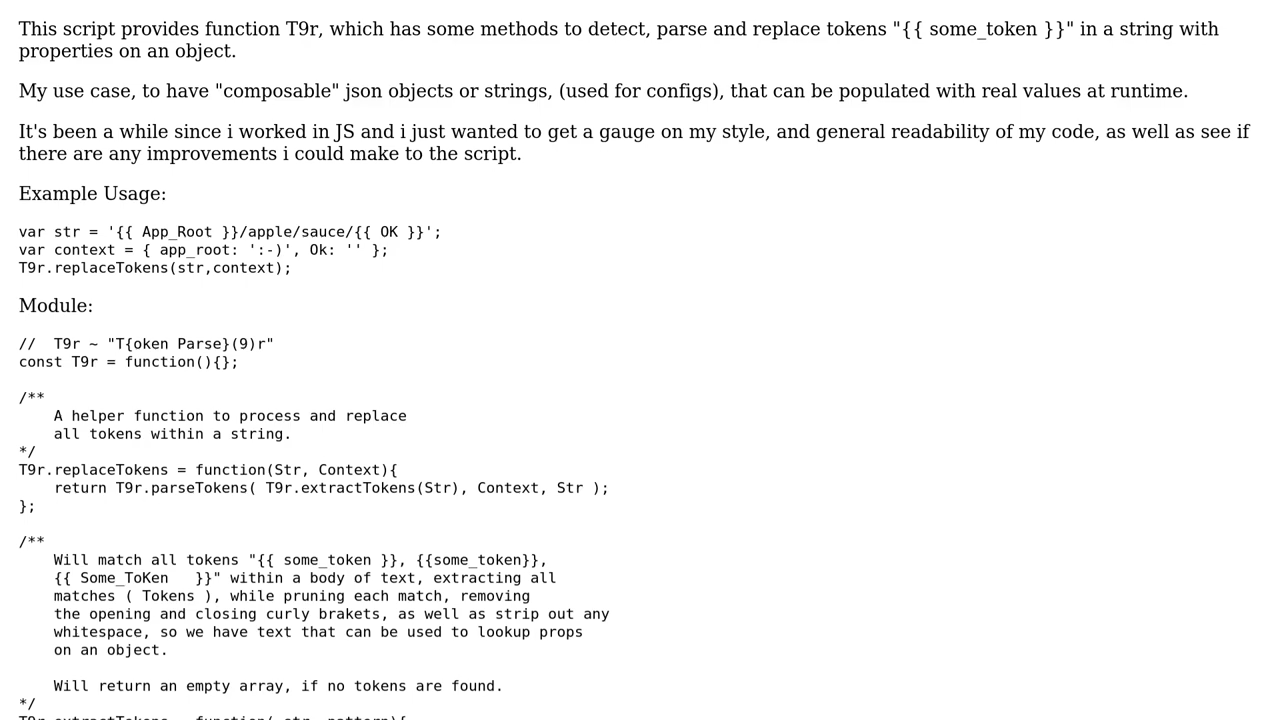 This script provides function T9r, which has some methods to detect, parse and replace tokens "{{ some_token }}" in a string with
properties on an object.
My use case, to have "composable" json objects or strings, (used for configs), that can be populated with real values at runtime.
It's been a while since i worked in JS and i just wanted to get a gauge on my style, and general readability of my code, as well as see if
there are any improvements i could make to the script.
Example Usage:
var str = '{{ App_Root }}/apple/sauce/{{ OK }}';
var context = { app_root: ':-)', Ok: '' };
T9r.replaceTokens(str,context);
Module:
//  T9r ~ "T{oken Parse}(9)r"
const T9r = function(){};
/**
    A helper function to process and replace
    all tokens within a string.
*/
T9r.replaceTokens = function(Str, Context){
    return T9r.parseTokens( T9r.extractTokens(Str), Context, Str );
};
/**
    Will match all tokens "{{ some_token }}, {{some_token}},
    {{ Some_ToKen   }}" within a body of text, extracting all
    matches ( Tokens ), while pruning each match, removing
    the opening and closing curly brakets, as well as strip out any
    whitespace, so we have text that can be used to lookup props
    on an object.
    Will return an empty array, if no tokens are found.
*/
T9r.extractTokens = function( str, pattern){